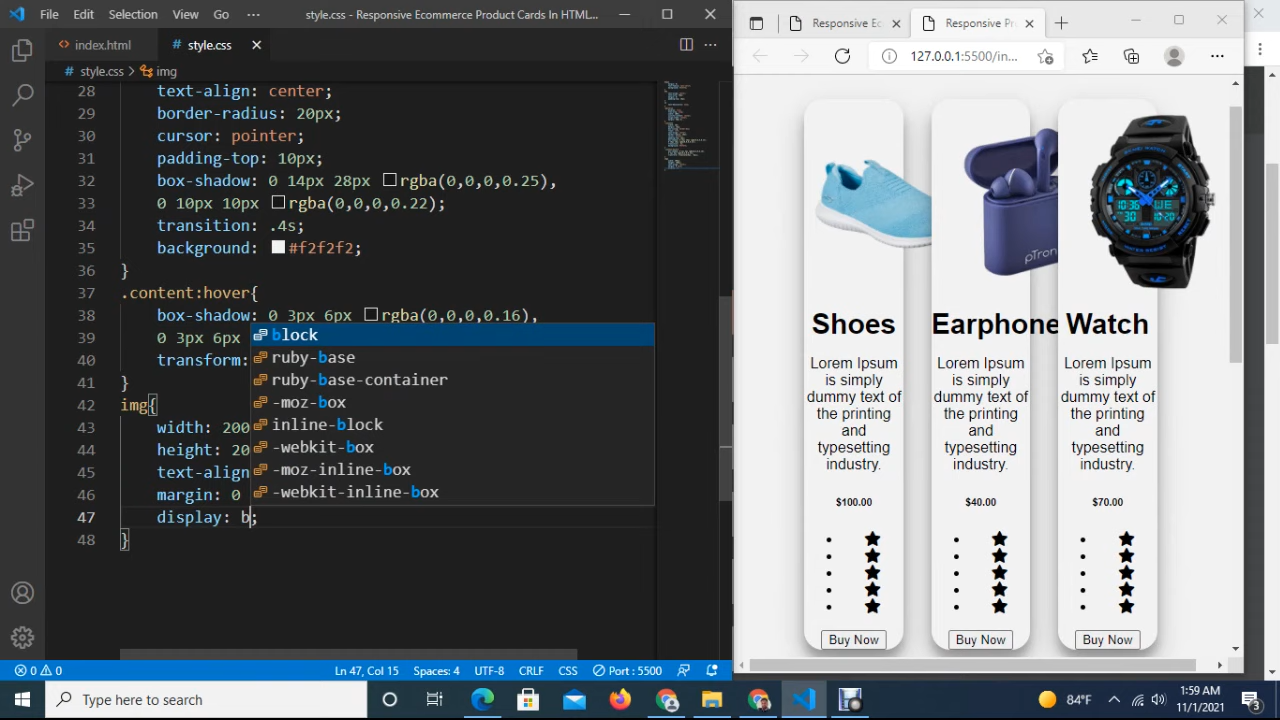 File Edit Selection View Go ··· style.css - Responsive Ecommerce Product Cards In HTML...
index.html style.css
style.css > img
28 text-align: center;
29 border-radius: 20px;
30 cursor: pointer;
31 padding-top: 10px;
32 box-shadow: 0 14px 28px rgba(0,0,0,0.25),
33 0 10px 10px rgba(0,0,0,0.22);
34 transition: .4s;
35 background: #f2f2f2;
36 }
37 .content:hover{
38 box-shadow: 0 3px 6px rgba(0,0,0,0.16),
39 0 3px 6px
40 transform:
41 }
42 img{
43 width: 200
44 height: 20
45 text-align
46 margin: 0
47 display: b;
48 }
block
ruby-base
ruby-base-container
-moz-box
inline-block
-webkit-box
-moz-inline-box
-webkit-inline-box
0 0 Ln 47, Col 15 Spaces: 4 UTF-8 CRLF CSS Port : 5500
Responsive Ec Responsive Pro
127.0.0.1:5500/in...
pTron
Shoes Earphone Watch
Lorem Ipsum
is simply
dummy text of
the printing
and
typesetting
industry.
Lorem Ipsum
is simply
dummy text of
the printing
and
typesetting
industry.
Lorem Ipsum
is simply
dummy text of
the printing
and
typesetting
industry.
$100.00 $40.00 $70.00
Buy Now Buy Now Buy Now
Type here to search
84°F
1:59 AM
11/1/2021
3